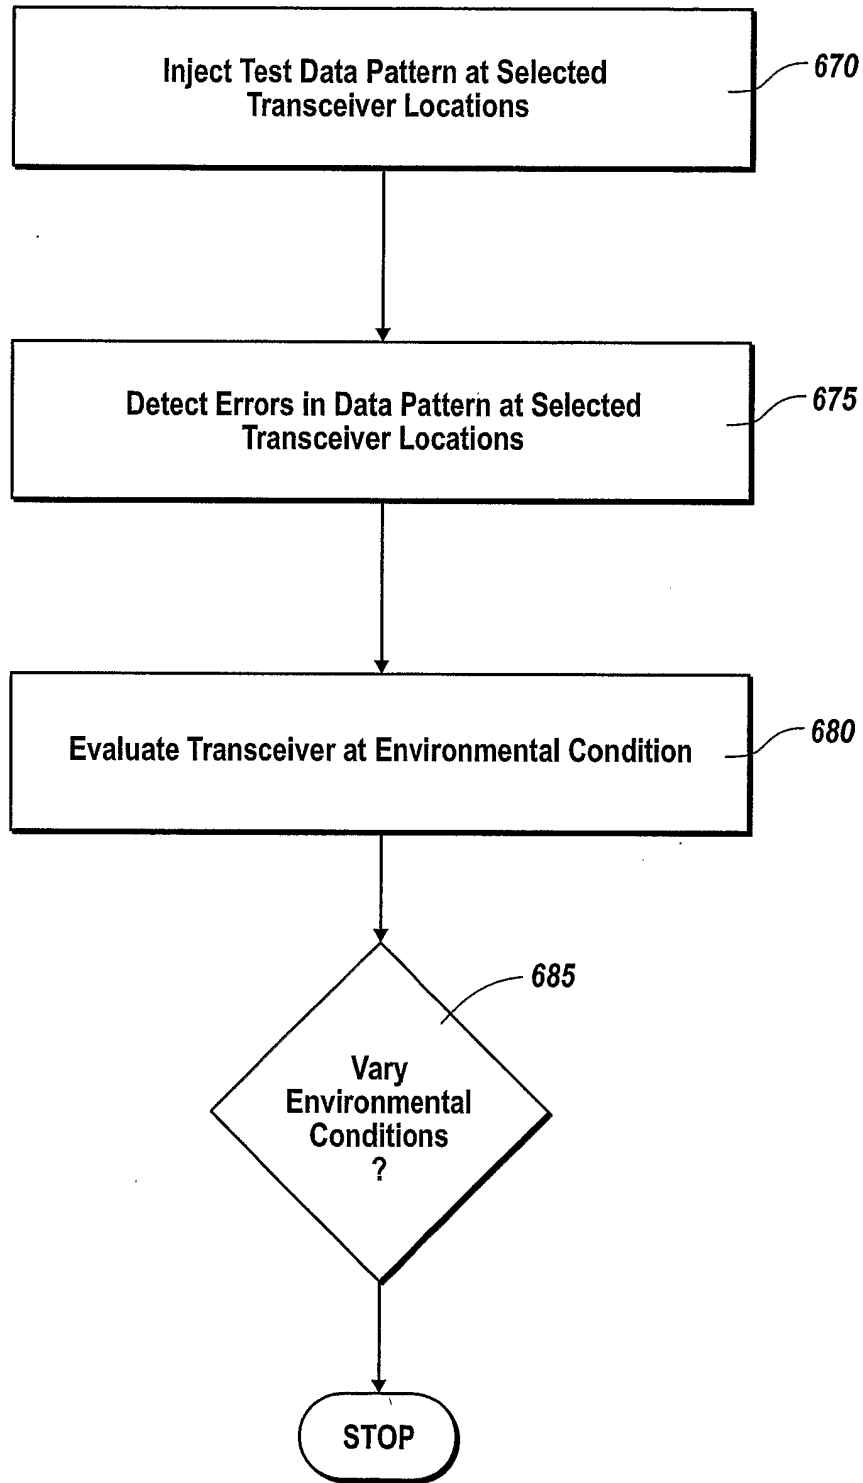 Inject Test Data Pattern at Selected
Transceiver Locations
670
Detect Errors in Data Pattern at Selected
Transceiver Locations
675
Evaluate Transceiver at Environmental Condition
680
685
Vary
Environmental
Conditions
?
STOP